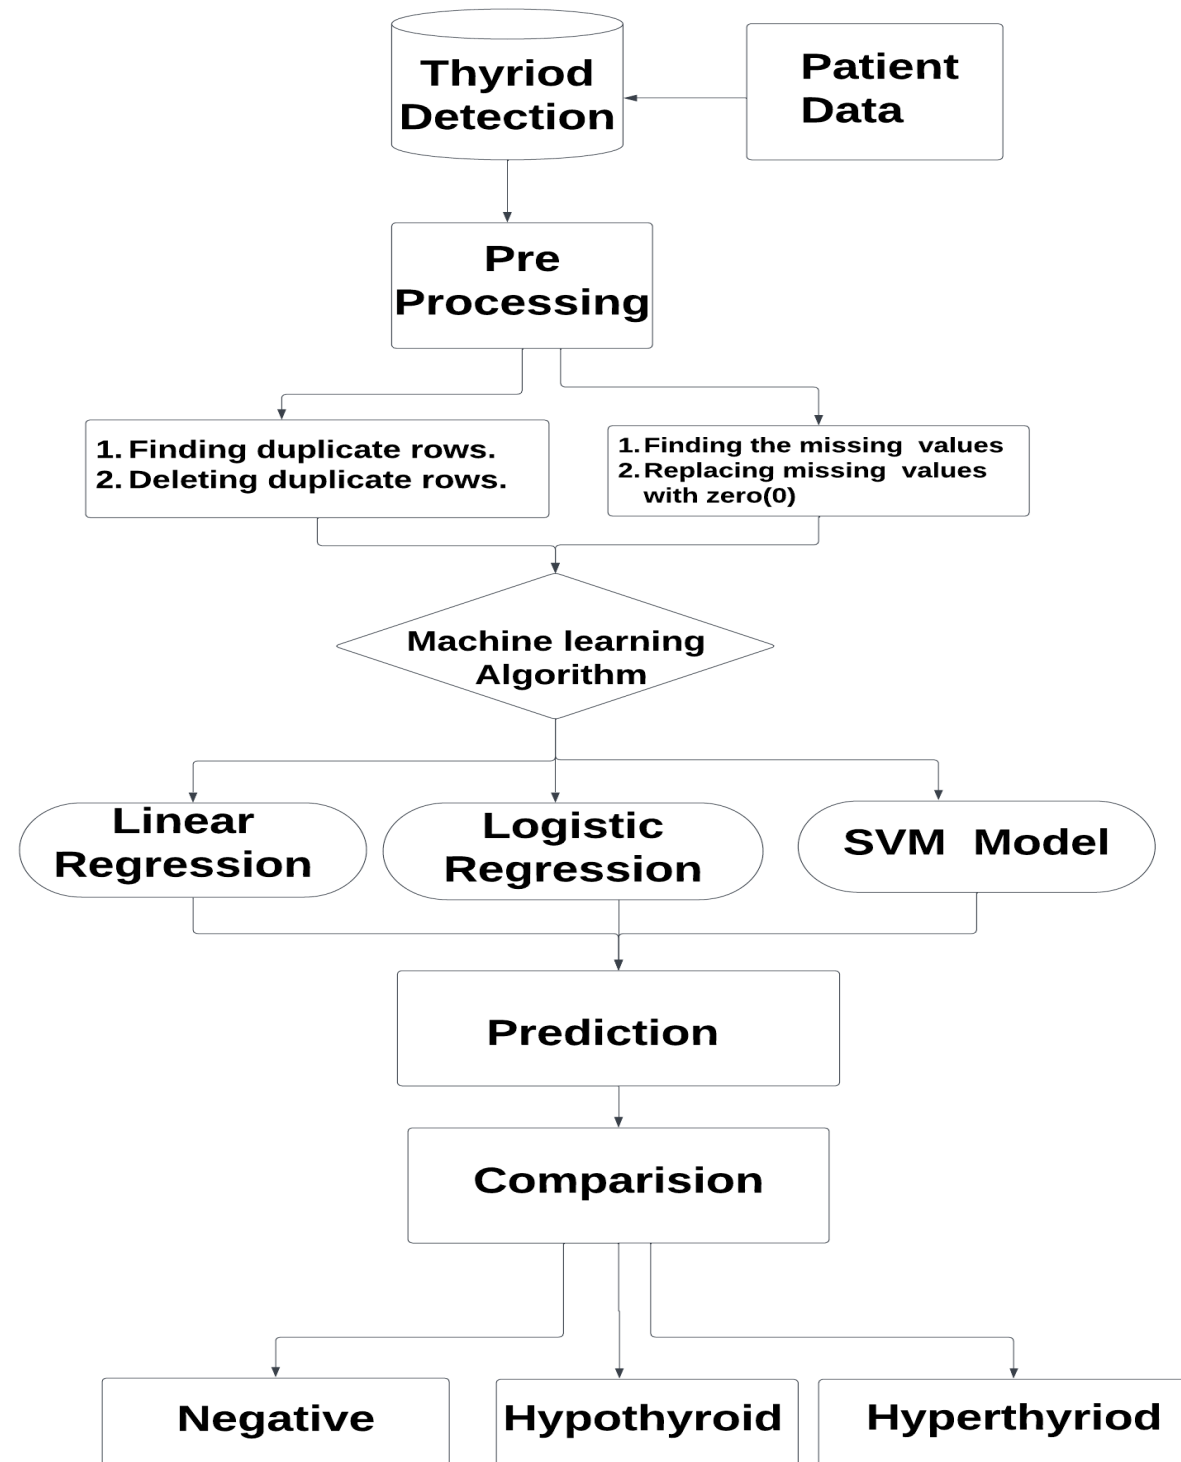 Thyriod
Detection
Patient
Data
Pre
Processing
1. Finding duplicate rows.
2. Deleting duplicate rows.
1. Finding the missing values
2. Replacing missing values
with zero(0)
Machine learning
Algorithm
Linear
Regression
Logistic
Regression
SVM Model
Prediction
Comparision
Negative
Hypothyroid
Hyperthyriod